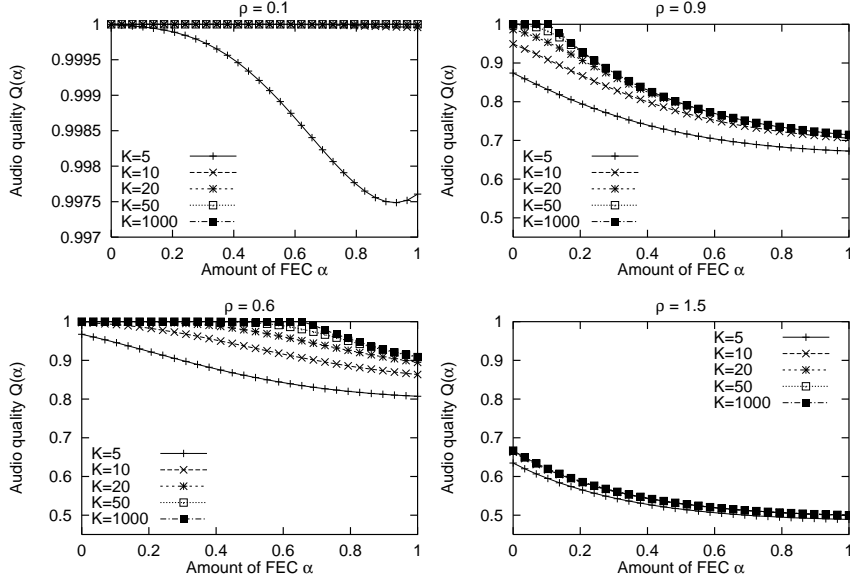 ρ = 0.1
Audio quality Q(α)
1
0.9995
0.999
0.9985
0.998
0.9975
0.997
K=5
K=10
K=20
K=50
K=1000
0 0.2 0.4 0.6 0.8 1
Amount of FEC α
ρ = 0.9
Audio quality Q(α)
1
0.9
0.8
0.7
0.6
0.5
K=5
K=10
K=20
K=50
K=1000
0 0.2 0.4 0.6 0.8 1
Amount of FEC α
ρ = 0.6
Audio quality Q(α)
1
0.9
0.8
0.7
0.6
0.5
K=5
K=10
K=20
K=50
K=1000
0 0.2 0.4 0.6 0.8 1
Amount of FEC α
ρ = 1.5
Audio quality Q(α)
1
0.9
0.8
0.7
0.6
0.5
K=5
K=10
K=20
K=50
K=1000
0 0.2 0.4 0.6 0.8 1
Amount of FEC α